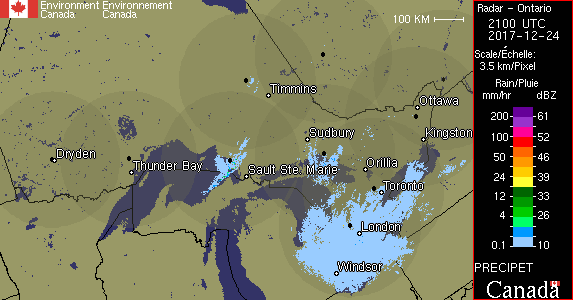 Environment Environnement
Canada Canada
100 KM
Timmins
Ottawa
Sudbury
Kingston
Dryden
Thunder Bay
Sault Ste. Marie
Orillia
Toronto
London
Windsor
Radar - Ontario
2100 UTC
2017-12-24
Scale/Échelle:
3.5 km/Pixel
Rain/Pluie
mm/hr dBZ
200 61
100 52
50 46
24 39
12 33
4 26
0.1 10
PRECIPET
Canada